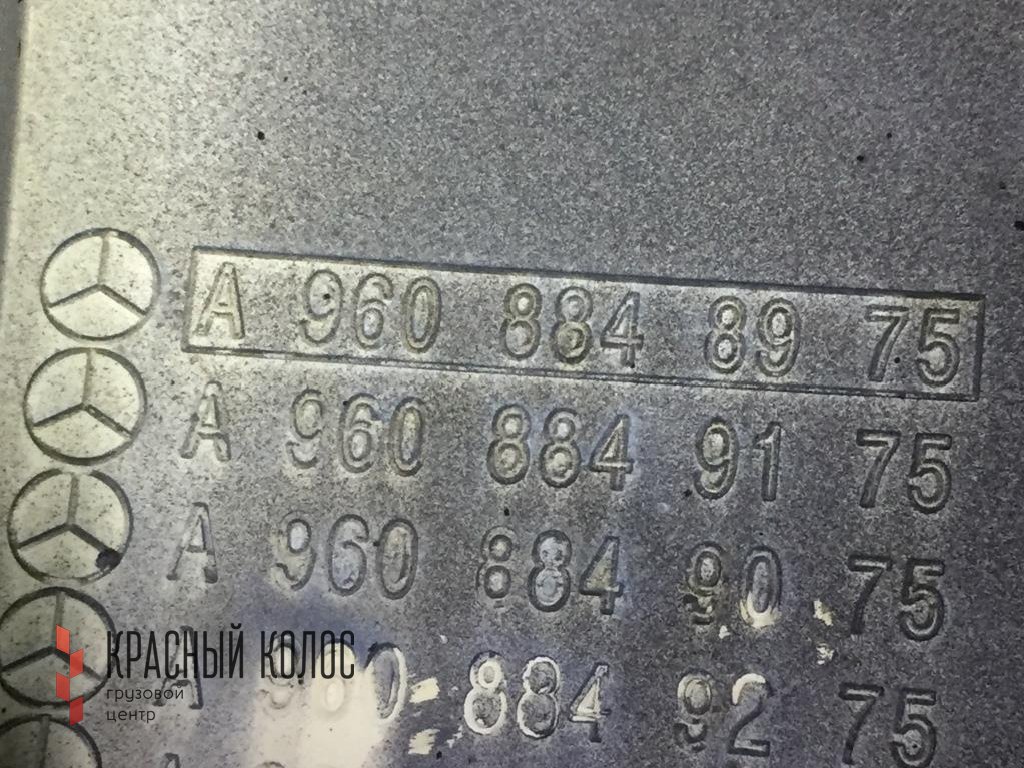 A 960 884 89 75
A 960 884 91 75
A 960 884 90 75
A 960 884 92 75
КРАСНЫЙ КОЛОС
грузовой
центр